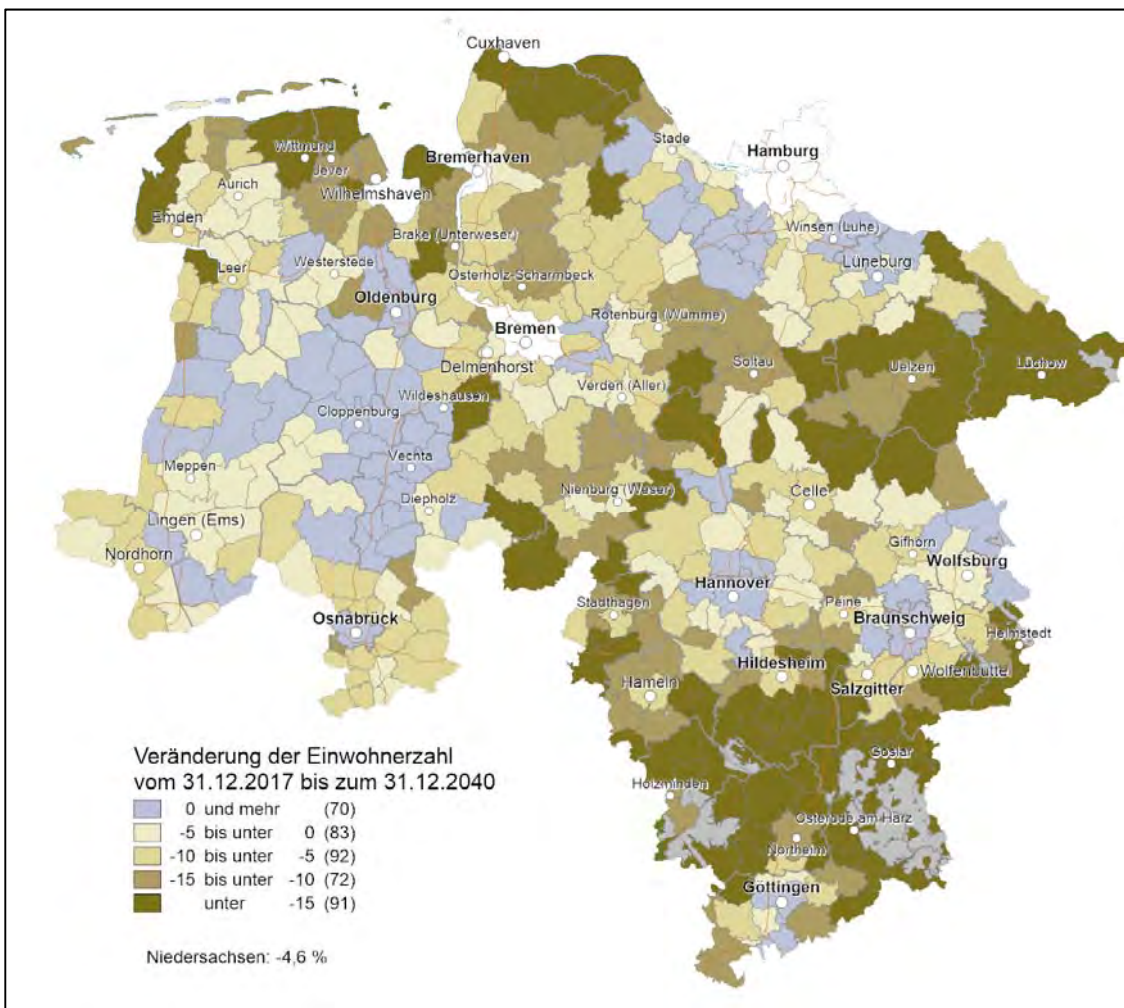 Cuxhaven
Stade
Hamburg
Wittmund
Bremerhaven
Jever
Aurich
Wilhelmshaven
Emden
Winsen (Luhe)
Brake (Unterweser)
Lüneburg
Westerstede
Leer
Osterholz-Scharmbeck
Oldenburg
Rotenburg (Wümme)
Bremen
Delmenhorst
Soltau
Uelzen
Lüchow
Verden (Aller)
Wildeshausen
Cloppenburg
Vechta
Meppen
Nienburg (Weser)
Celle
Diepholz
Lingen (Ems)
Gifhorn
Nordhorn
Wolfsburg
Hannover
Stadthagen
Peine
Osnabrück
Braunschweig
Helmstedt
Hildesheim
Wolfenbüttel
Salzgitter
Hameln
Veränderung der Einwohnerzahl
Goslar
vom 31.12.2017 bis zum 31.12.2040
Holzminden
0 und mehr (70)
Osterode am Harz
-5 bis unter 0 (83)
Northeim
-10 bis unter -5 (92)
-15 bis unter -10 (72)
Göttingen
unter -15 (91)
Niedersachsen: -4,6 %